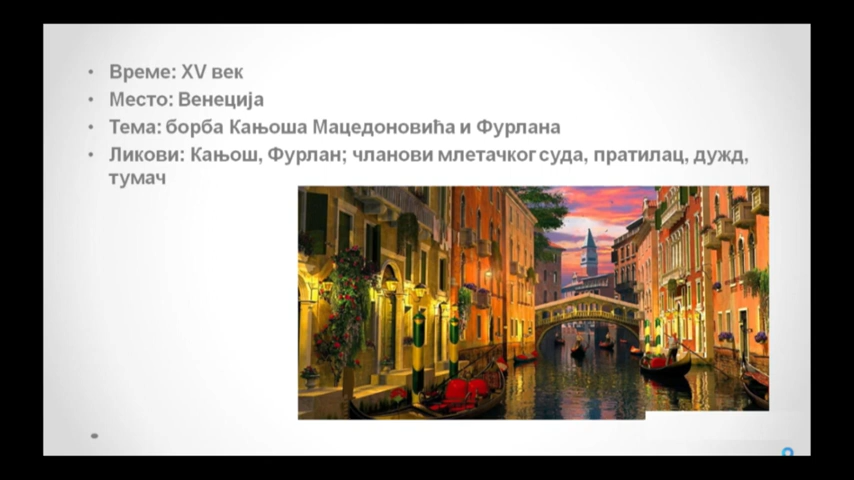 • Време: XV век
• Место: Венеција
• Тема: борба Кањоша Мацедоновића и Фурлана
• Ликови: Кањош, Фурлан; чланови млетачког суда, пратилац, дужд,
тумач